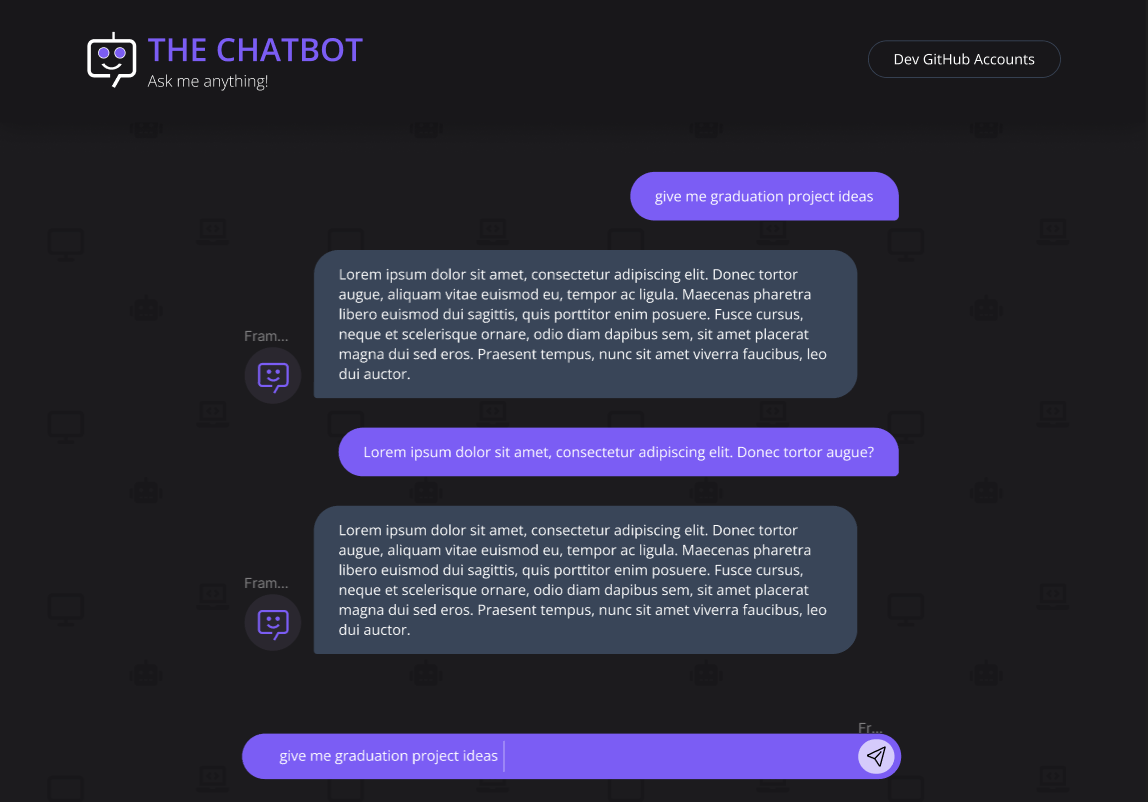 THE CHATBOT
Ask me anything!
Dev GitHub Accounts
give me graduation project ideas
Lorem ipsum dolor sit amet, consectetur adipiscing elit. Donec tortor
augue, aliquam vitae euismod eu, tempor ac ligula. Maecenas pharetra
libero euismod dui sagittis, quis porttitor enim posuere. Fusce cursus,
neque et scelerisque ornare, odio diam dapibus sem, sit amet placerat
magna dui sed eros. Praesent tempus, nunc sit amet viverra faucibus, leo
dui auctor.
Fram...
Lorem ipsum dolor sit amet, consectetur adipiscing elit. Donec tortor augue?
Lorem ipsum dolor sit amet, consectetur adipiscing elit. Donec tortor
augue, aliquam vitae euismod eu, tempor ac ligula. Maecenas pharetra
libero euismod dui sagittis, quis porttitor enim posuere. Fusce cursus,
neque et scelerisque ornare, odio diam dapibus sem, sit amet placerat
magna dui sed eros. Praesent tempus, nunc sit amet viverra faucibus, leo
dui auctor.
Fram...
Fr...
give me graduation project ideas